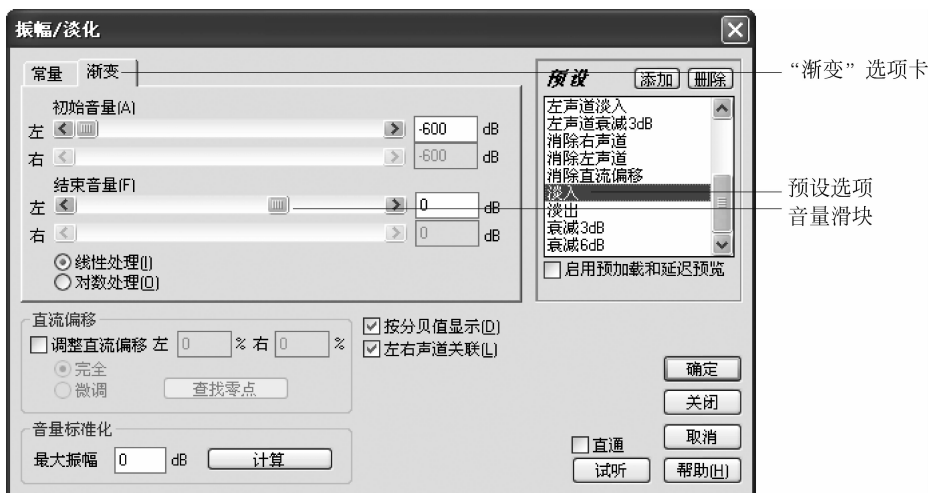 振幅/淡化
常量 渐变
“渐变”选项卡
初始音量(A)
左 -600 dB
右 -600 dB
结束音量(F)
左 0 dB
右 0 dB
线性处理(I)
对数处理(O)
预设 添加 删除
左声道淡入
左声道衰减3dB
消除右声道
消除左声道
消除直流偏移
淡入
淡出
衰减3dB
衰减6dB
启用预加载和延迟预览
预设选项
音量滑块
直流偏移
调整直流偏移 左 0 % 右 0 %
完全
微调 查找零点
按分贝值显示(D)
左右声道关联(L)
音量标准化
最大振幅 0 dB 计算
直通
试听
确定
关闭
取消
帮助(H)